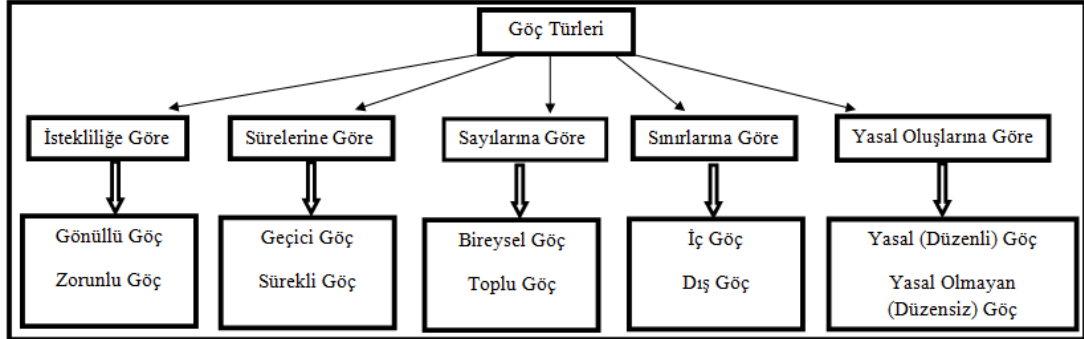 Göç Türleri
İstekliliğe Göre
Sürelerine Göre
Sayılarına Göre
Sınırlarına Göre
Yasal Oluşlarına Göre
Gönüllü Göç
Zorunlu Göç
Geçici Göç
Sürekli Göç
Bireysel Göç
Toplu Göç
İç Göç
Dış Göç
Yasal (Düzenli) Göç
Yasal Olmayan
(Düzensiz) Göç